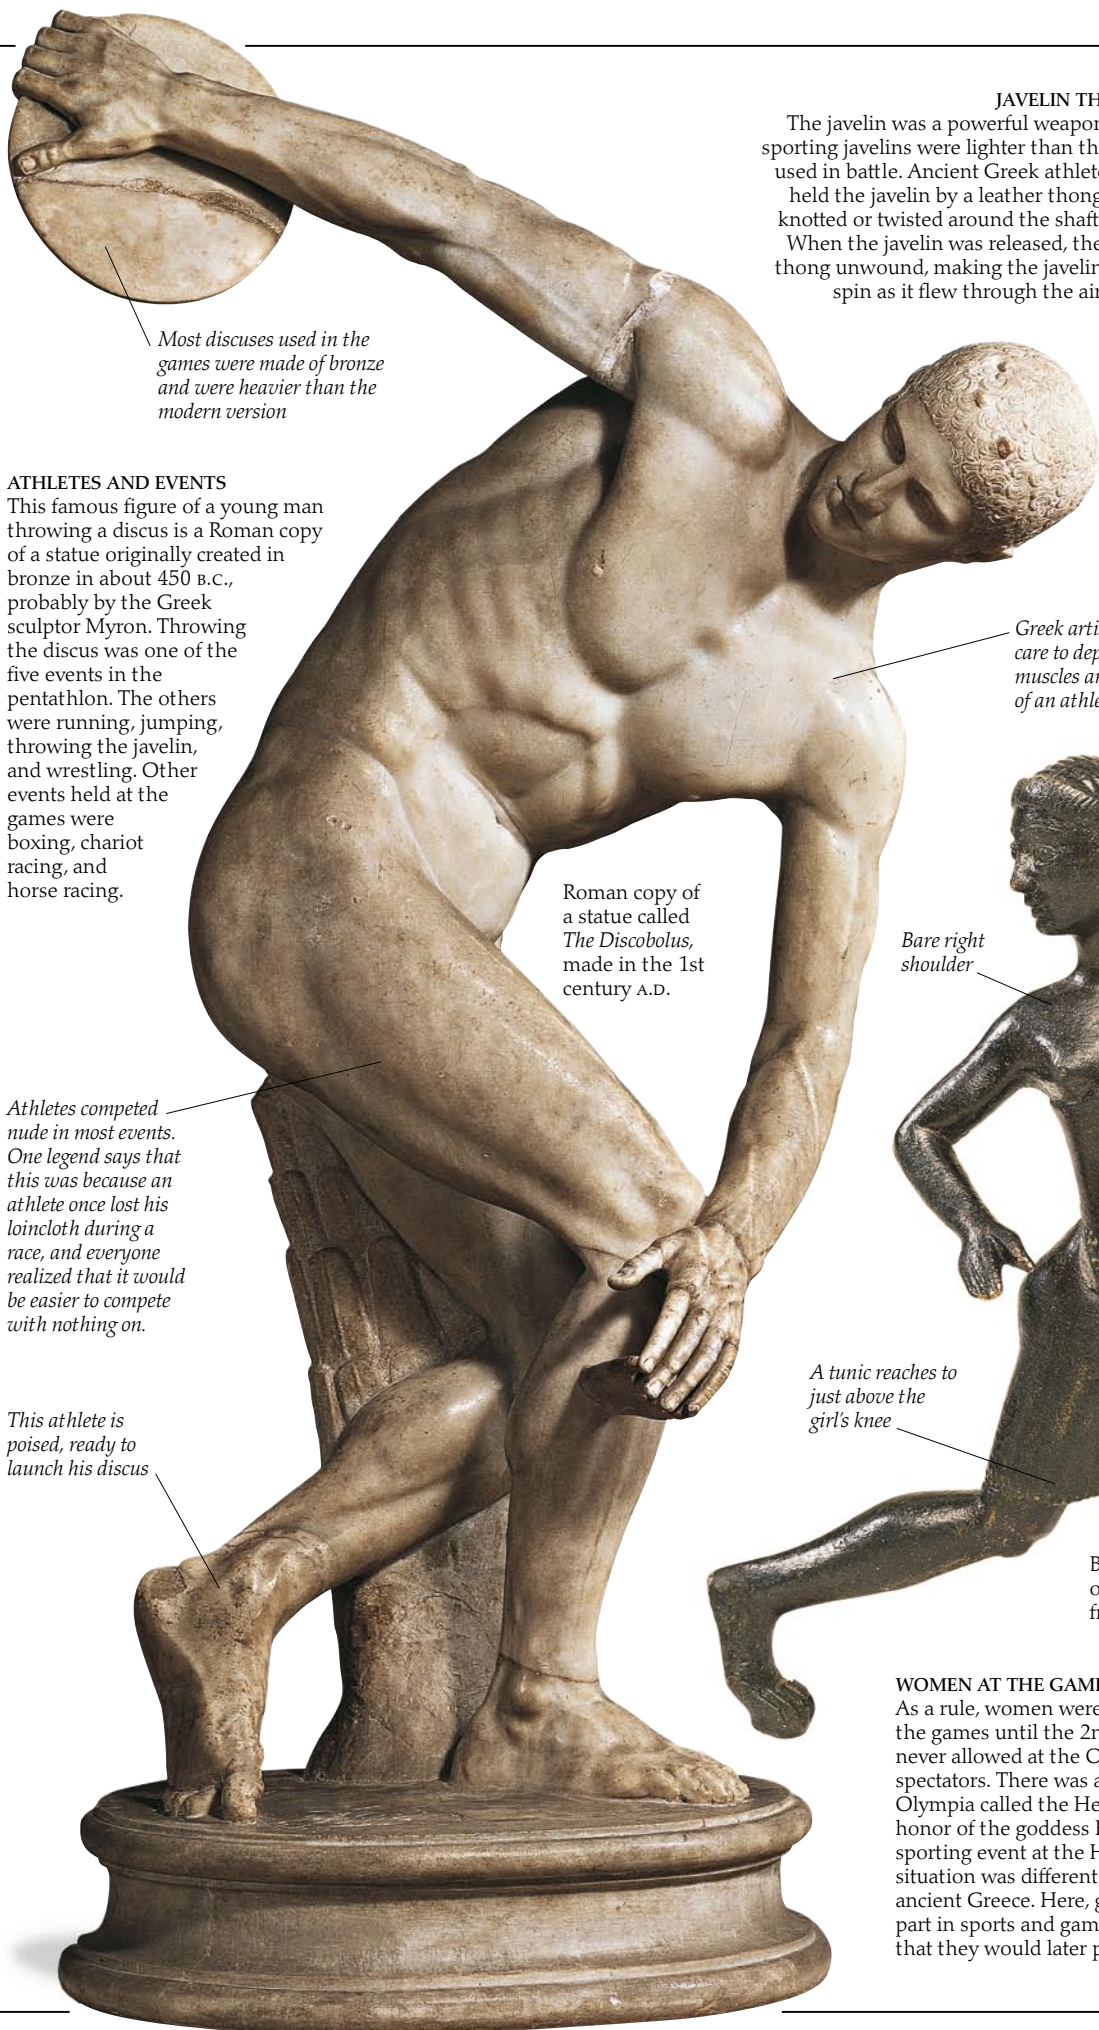 JAVELIN TH
The javelin was a powerful weapon
sporting javelins were lighter than th
used in battle. Ancient Greek athlete
held the javelin by a leather thong
knotted or twisted around the shaft
When the javelin was released, the
thong unwound, making the javelin
spin as it flew through the air
Most discuses used in the
games were made of bronze
and were heavier than the
modern version
ATHLETES AND EVENTS
This famous figure of a young man
throwing a discus is a Roman copy
of a statue originally created in
bronze in about 450 B.C.,
probably by the Greek
sculptor Myron. Throwing
the discus was one of the
five events in the
pentathlon. The others
were running, jumping,
throwing the javelin,
and wrestling. Other
events held at the
games were
boxing, chariot
racing, and
horse racing.
Greek arti
care to dep
muscles an
of an athle
Roman copy of
a statue called
The Discobolus,
made in the 1st
century A.D.
Bare right
shoulder
Athletes competed
nude in most events.
One legend says that
this was because an
athlete once lost his
loincloth during a
race, and everyone
realized that it would
be easier to compete
with nothing on.
A tunic reaches to
just above the
girl's knee
This athlete is
poised, ready to
launch his discus
B
o
fr
WOMEN AT THE GAME
As a rule, women were
the games until the 2n
never allowed at the O
spectators. There was a
Olympia called the He
honor of the goddess H
sporting event at the H
situation was different
ancient Greece. Here, g
part in sports and gam
that they would later p